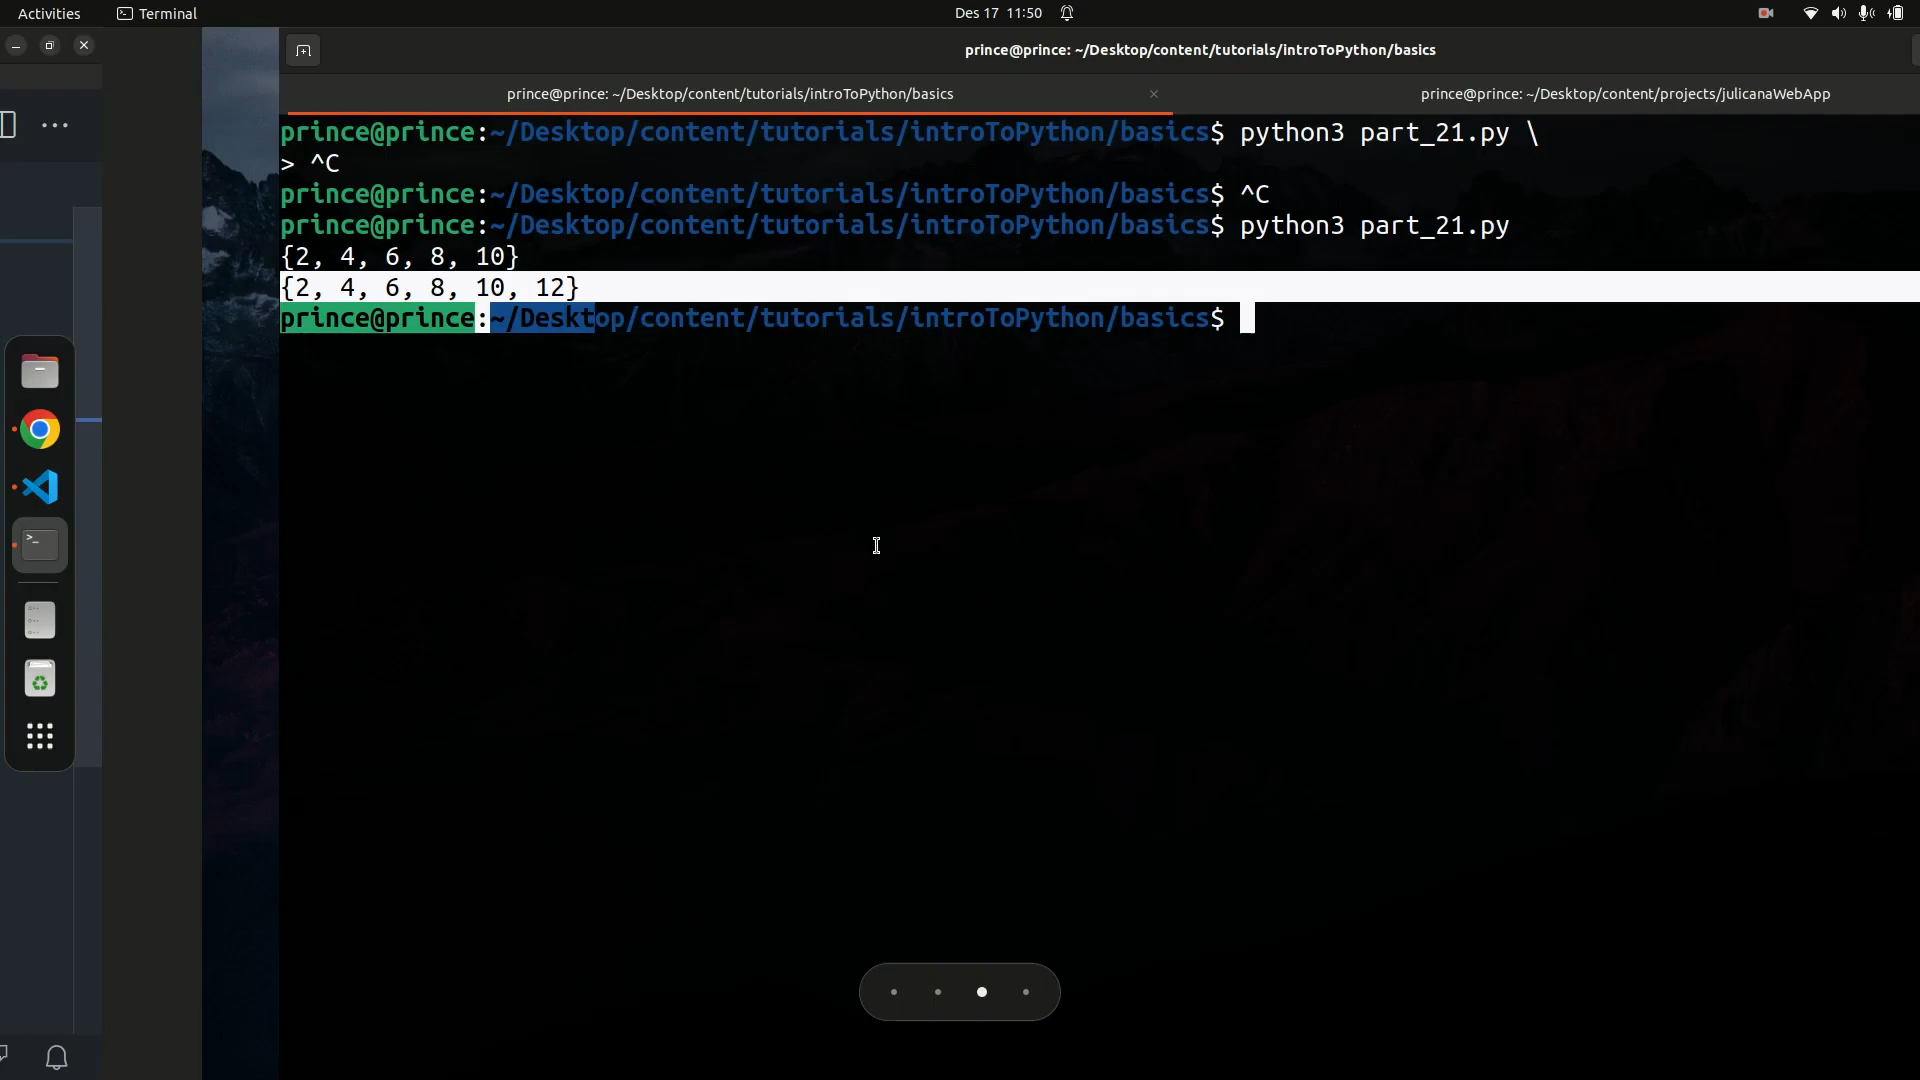 Activities
Terminal
Des 17 11:50
prince@prince: ~/Desktop/content/tutorials/introToPython/basics
prince@prince: ~/Desktop/content/tutorials/introToPython/basics
prince@prince: ~/Desktop/content/projects/julicanaWebApp
prince@prince:~/Desktop/content/tutorials/introToPython/basics$ python3 part_21.py \
> ^C
prince@prince:~/Desktop/content/tutorials/introToPython/basics$ ^C
prince@prince:~/Desktop/content/tutorials/introToPython/basics$ python3 part_21.py
{2, 4, 6, 8, 10}
{2, 4, 6, 8, 10, 12}
prince@prince:~/Desktop/content/tutorials/introToPython/basics$